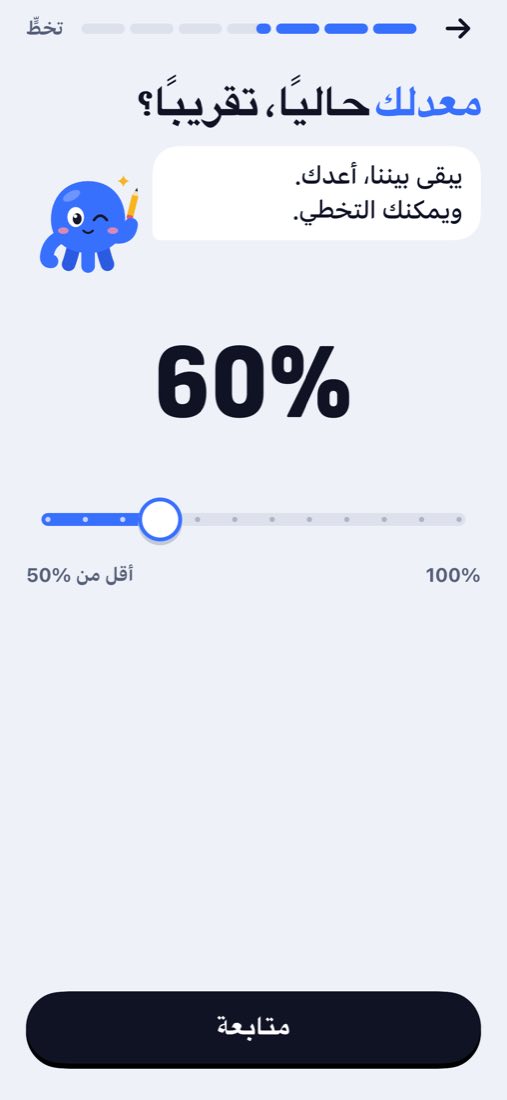 تخطٍّ
معدلك حاليًا، تقريبًا؟
يبقى بيننا، أعدك.
ويمكنك التخطي.
60%
أقل من 50%
100%
متابعة